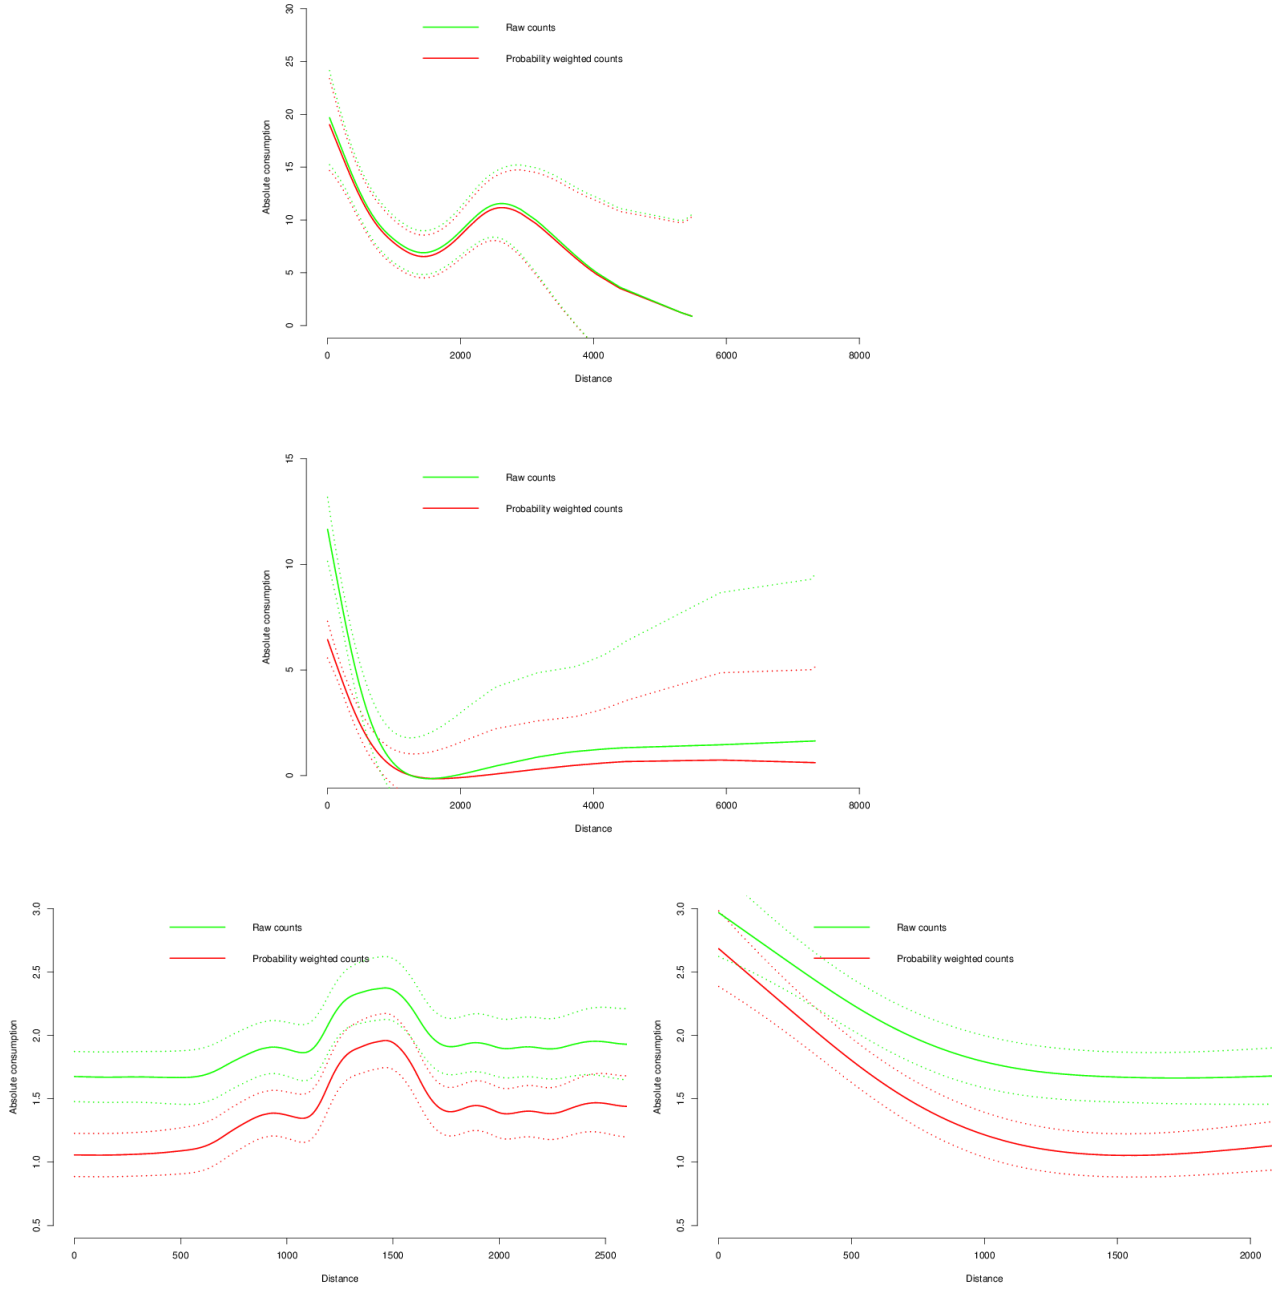 30
25
20
15
10
5
0
Absolute consumption
Raw counts
Probability weighted counts
0 2000 4000 6000 8000
Distance
15
10
5
0
Absolute consumption
Raw counts
Probability weighted counts
0 2000 4000 6000 8000
Distance
3.0
2.5
2.0
1.5
1.0
0.5
Absolute consumption
Raw counts
Probability weighted counts
0 500 1000 1500 2000 2500
Distance
3.0
2.5
2.0
1.5
1.0
0.5
Absolute consumption
Raw counts
Probability weighted counts
0 500 1000 1500 2000
Distance